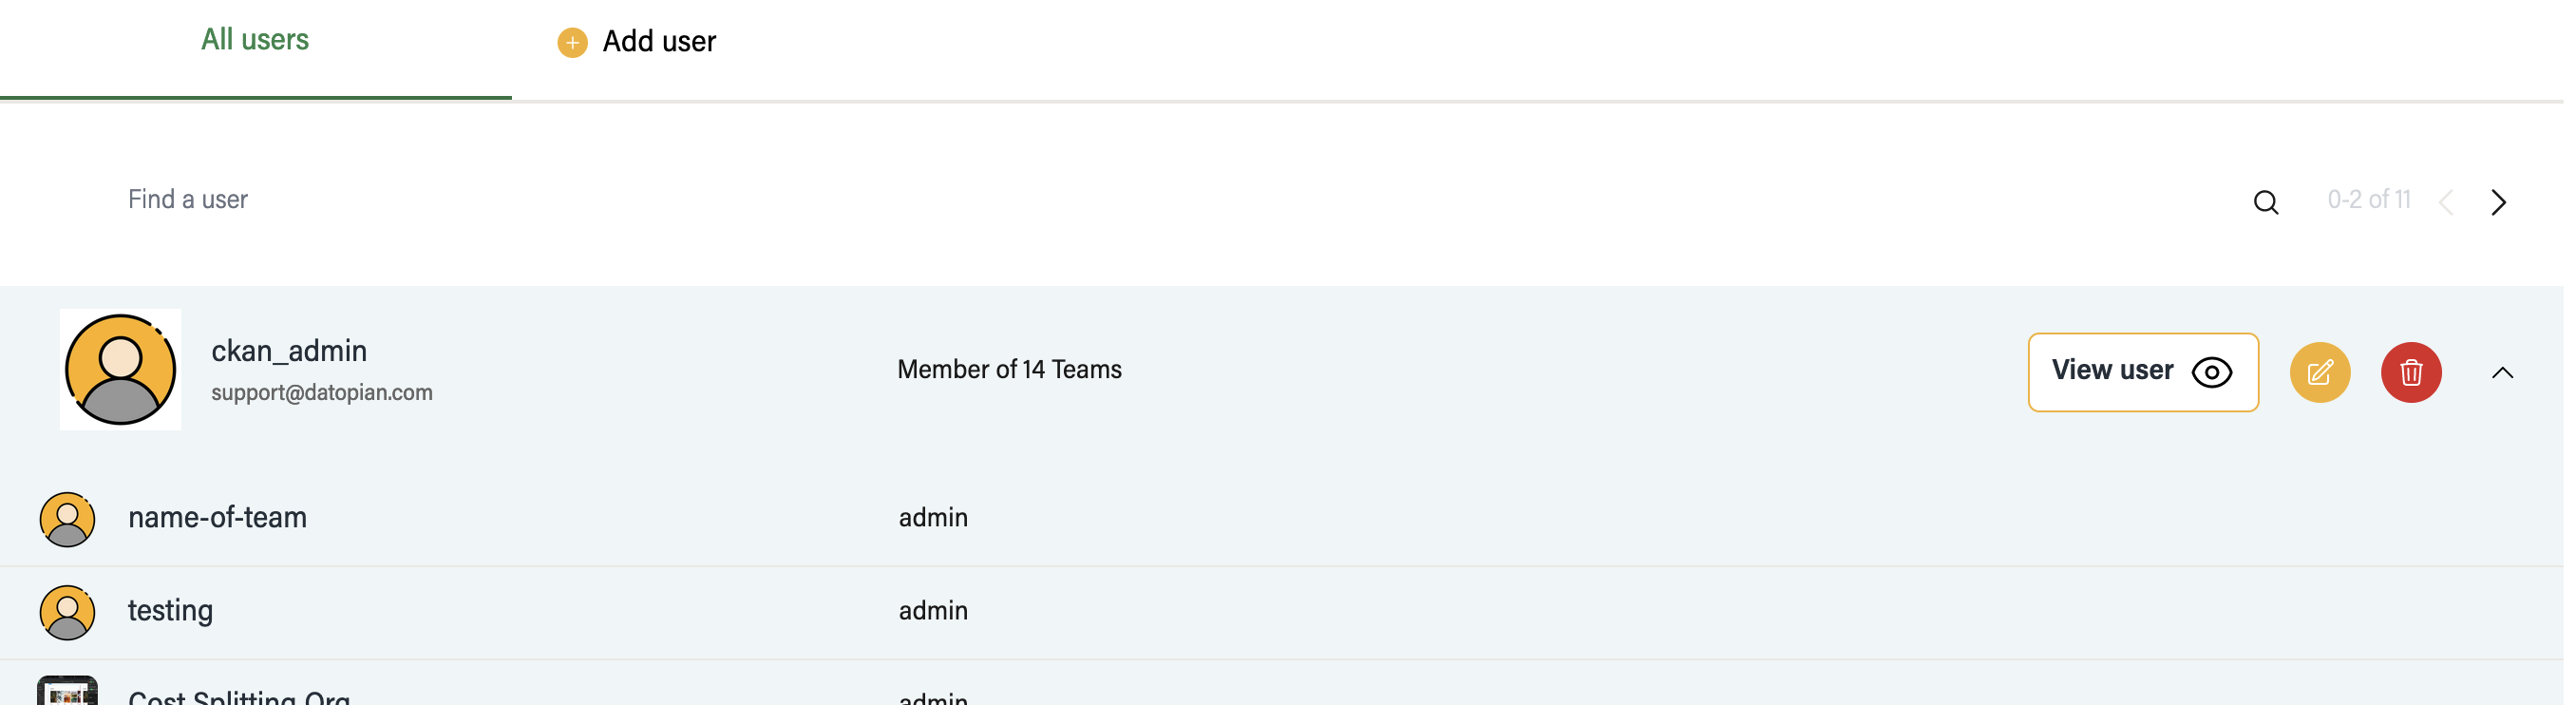 All users
Add user
Find a user
0-2 of 11
ckan_admin
support@datopian.com
Member of 14 Teams
View user
name-of-team
admin
testing
admin
Cost Splitting Org
admin